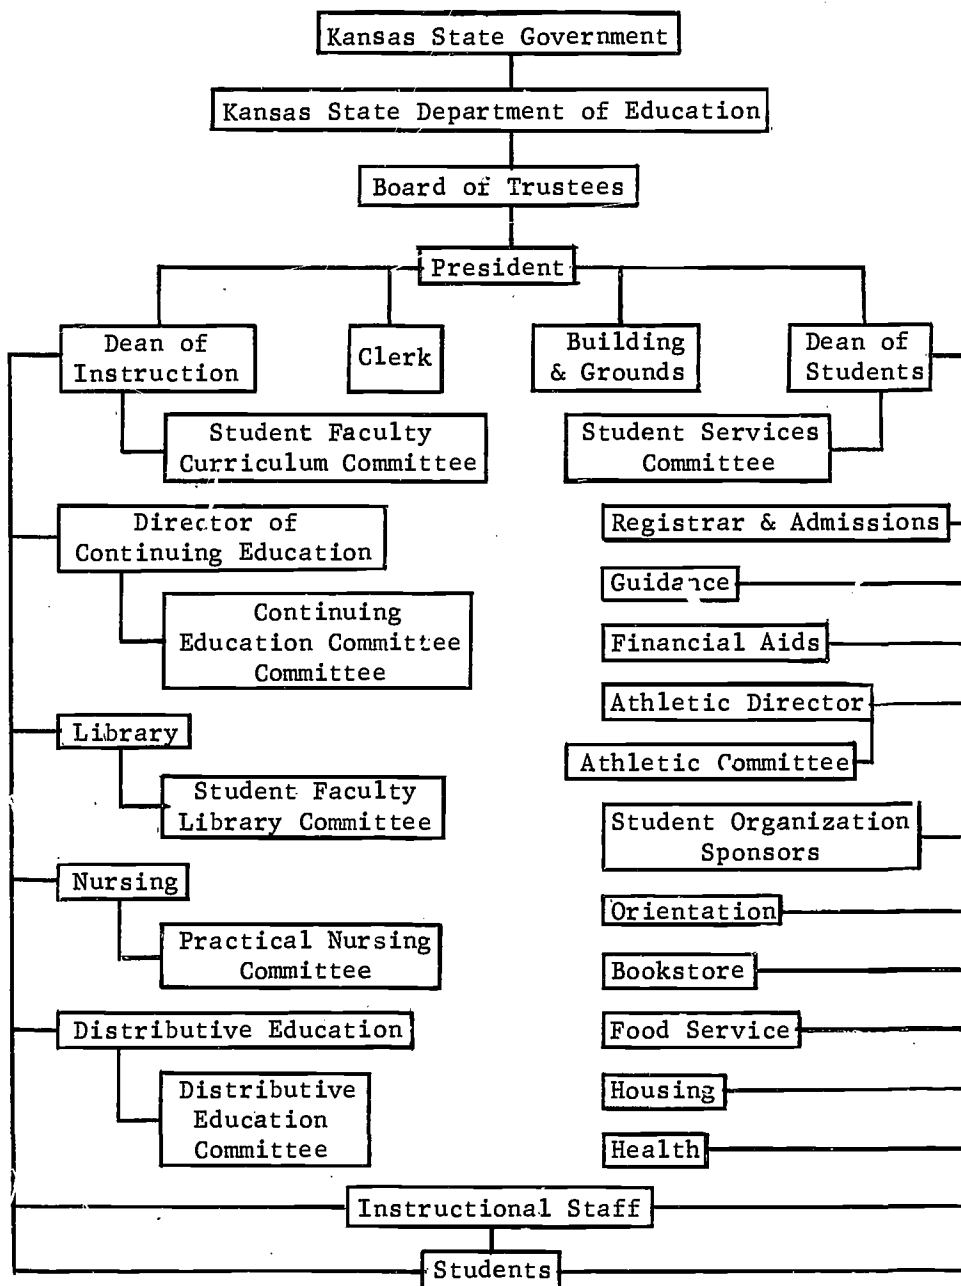 Kansas State Government
Kansas State Department of Education
Board of Trustees
President
Dean of
Instruction
Clerk
Building
& Grounds
Dean of
Students
Student Faculty
Curriculum Committee
Student Services
Committee
Director of
Continuing Education
Registrar & Admissions
Guidance
Continuing
Education Committee
Committee
Financial Aids
Athletic Director
Library
Athletic Committee
Student Faculty
Library Committee
Student Organization
Sponsors
Nursing
Orientation
Practical Nursing
Committee
Bookstore
Distributive Education
Food Service
Distributive
Education
Committee
Housing
Health
Instructional Staff
Students